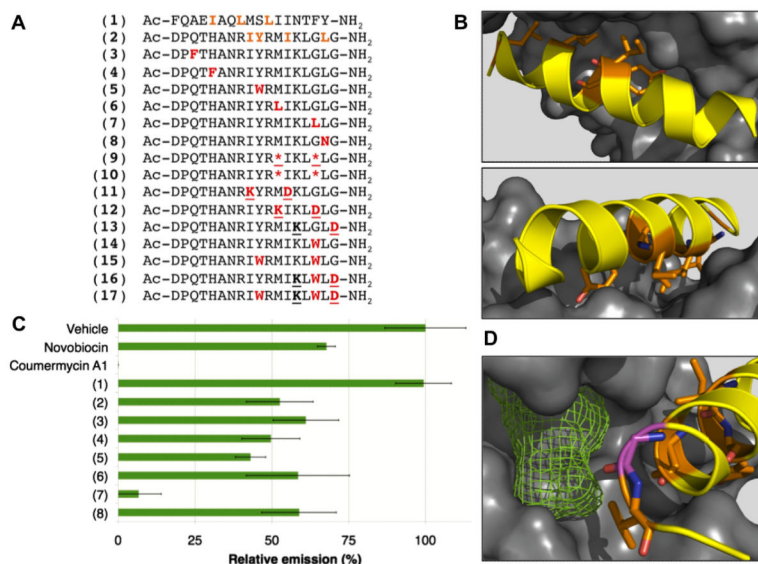 A
(1) Ac-FQAEIAQLMSLIINTFY-NH2
(2) Ac-DPQTHANRIYRMIKLGLG-NH2
(3) Ac-DPFTHANRIYRMIKLGLG-NH2
(4) Ac-DPQTFANRIYRMIKLGLG-NH2
(5) Ac-DPQTHANRIWRMIKLGLG-NH2
(6) Ac-DPQTHANRIYRLIKLGLG-NH2
(7) Ac-DPQTHANRIYRMIKLLLG-NH2
(8) Ac-DPQTHANRIYRMIKLGNG-NH2
(9) Ac-DPQTHANRIYR*IKL*LG-NH2
(10) Ac-DPQTHANRIYR*IKL*LG-NH2
(11) Ac-DPQTHANRKYRMDKLGLG-NH2
(12) Ac-DPQTHANRIYRKIKLDLG-NH2
(13) Ac-DPQTHANRIYRMIKLGLD-NH2
(14) Ac-DPQTHANRIYRMIKLWLG-NH2
(15) Ac-DPQTHANRIWRMIKLWLG-NH2
(16) Ac-DPQTHANRIYRMIKLWLD-NH2
(17) Ac-DPQTHANRIWRMIKLWLD-NH2
B
C
Vehicle
Novobiocin
Coumermycin A1
(1)
(2)
(3)
(4)
(5)
(6)
(7)
(8)
0 25 50 75 100
Relative emission (%)
D